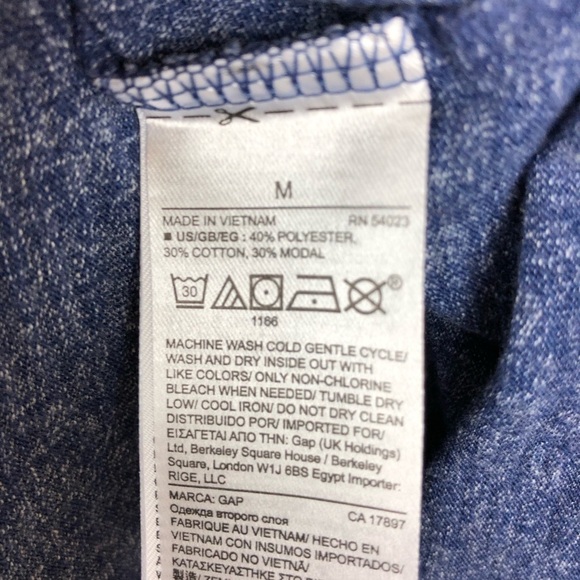 M
MADE IN VIETNAM RN 54023
■ US/GB/EG : 40% POLYESTER,
30% COTTON, 30% MODAL
30
®
1166
MACHINE WASH COLD GENTLE CYCLE/
WASH AND DRY INSIDE OUT WITH
LIKE COLORS/ ONLY NON-CHLORINE
BLEACH WHEN NEEDED/ TUMBLE DRY
LOW/ COOL IRON/ DO NOT DRY CLEAN
DISTRIBUIDO POR/ IMPORTED FOR/
ΕΙΣΑΓΕΤΑΙ ΑΠΟ ΤΗΝ: Gap (UK Holdings)
Ltd, Berkeley Square House / Berkeley
Square, London W1J 6BS Egypt Importer:
RIGE, LLC
MARCA: GAP CA 17897
Одежда второго слоя
FABRIQUE AU VIETNAM/ HECHO EN
VIETNAM CON INSUMOS IMPORTADOS/
FABRICADO NO VIETNÃ/
ΚΑΤΑΣΚΕΥΑΣΤΗΚΕ ΣΤΟ